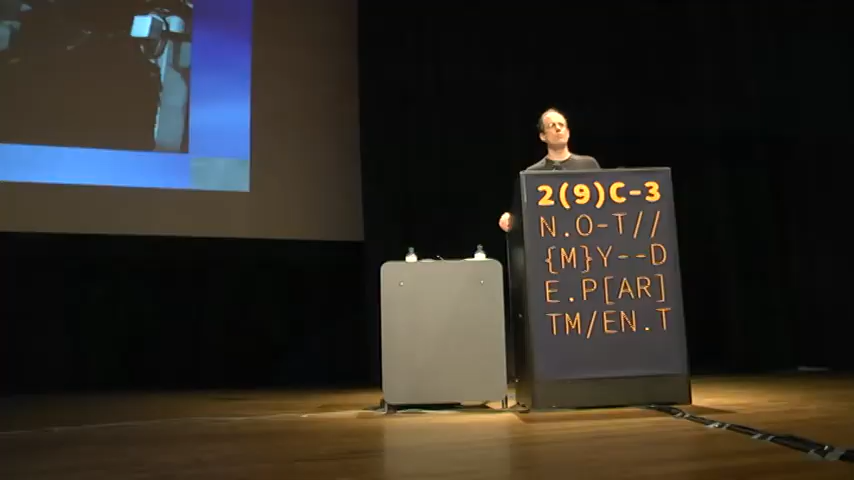 2(9)C-3
N.O-T//
{M}Y--D
E.P[AR]
TM/EN.T